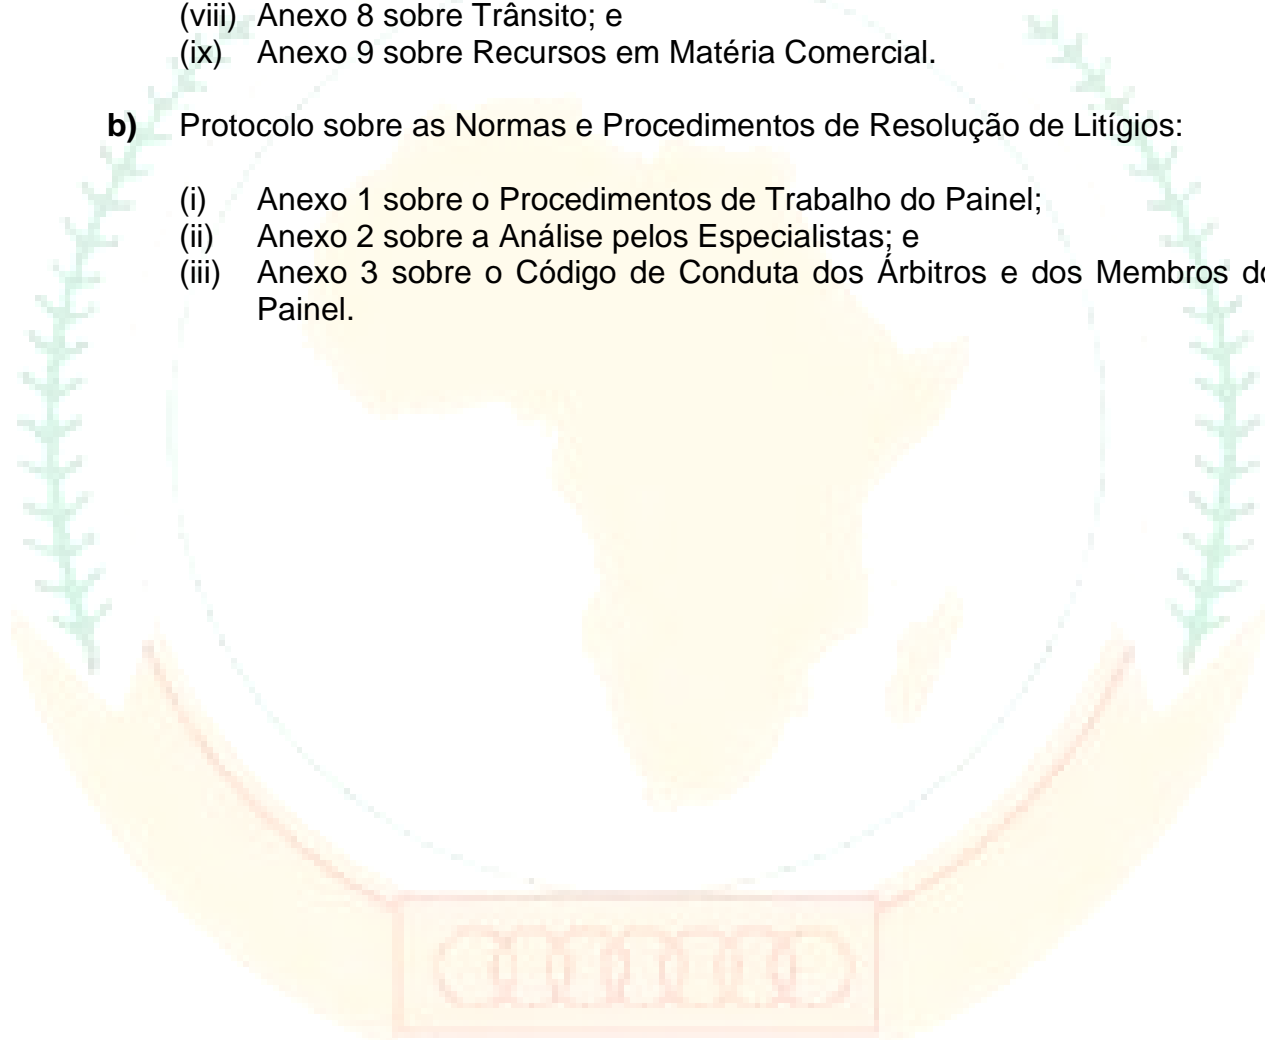 (viii) Anexo 8 sobre Trânsito; e
(ix) Anexo 9 sobre Recursos em Matéria Comercial.
b) Protocolo sobre as Normas e Procedimentos de Resolução de Litígios:
(i) Anexo 1 sobre o Procedimentos de Trabalho do Painel;
(ii) Anexo 2 sobre a Análise pelos Especialistas; e
(iii) Anexo 3 sobre o Código de Conduta dos Árbitros e dos Membros do
Painel.